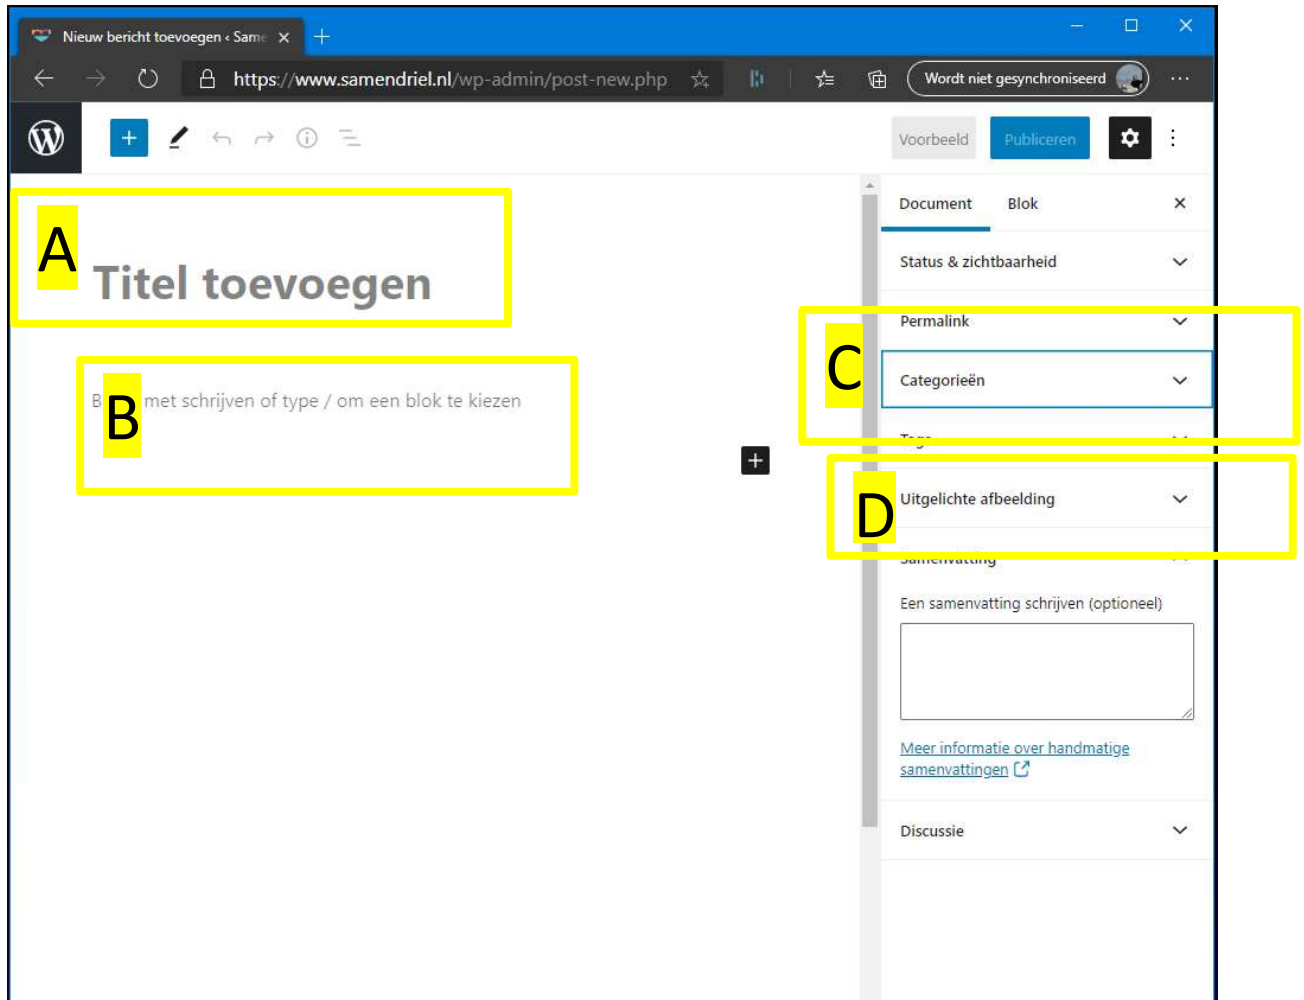 Nieuw bericht toevoegen ‹ Same
https://www.samendriel.nl/wp-admin/post-new.php
Wordt niet gesynchroniseerd
Voorbeeld
Publiceren
A
Titel toevoegen
B
met schrijven of type / om een blok te kiezen
Document
Blok
Status & zichtbaarheid
Permalink
C
Categorieën
Tags
D
Uitgelichte afbeelding
Samenvatting
Een samenvatting schrijven (optioneel)
Meer informatie over handmatige
samenvattingen
Discussie